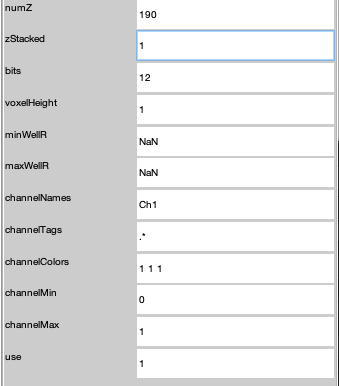 numZ 190
zStacked 1
bits 12
voxelHeight 1
minWellR NaN
maxWellR NaN
channelNames Ch1
channelTags .*
channelColors 1 1 1
channelMin 0
channelMax 1
use 1